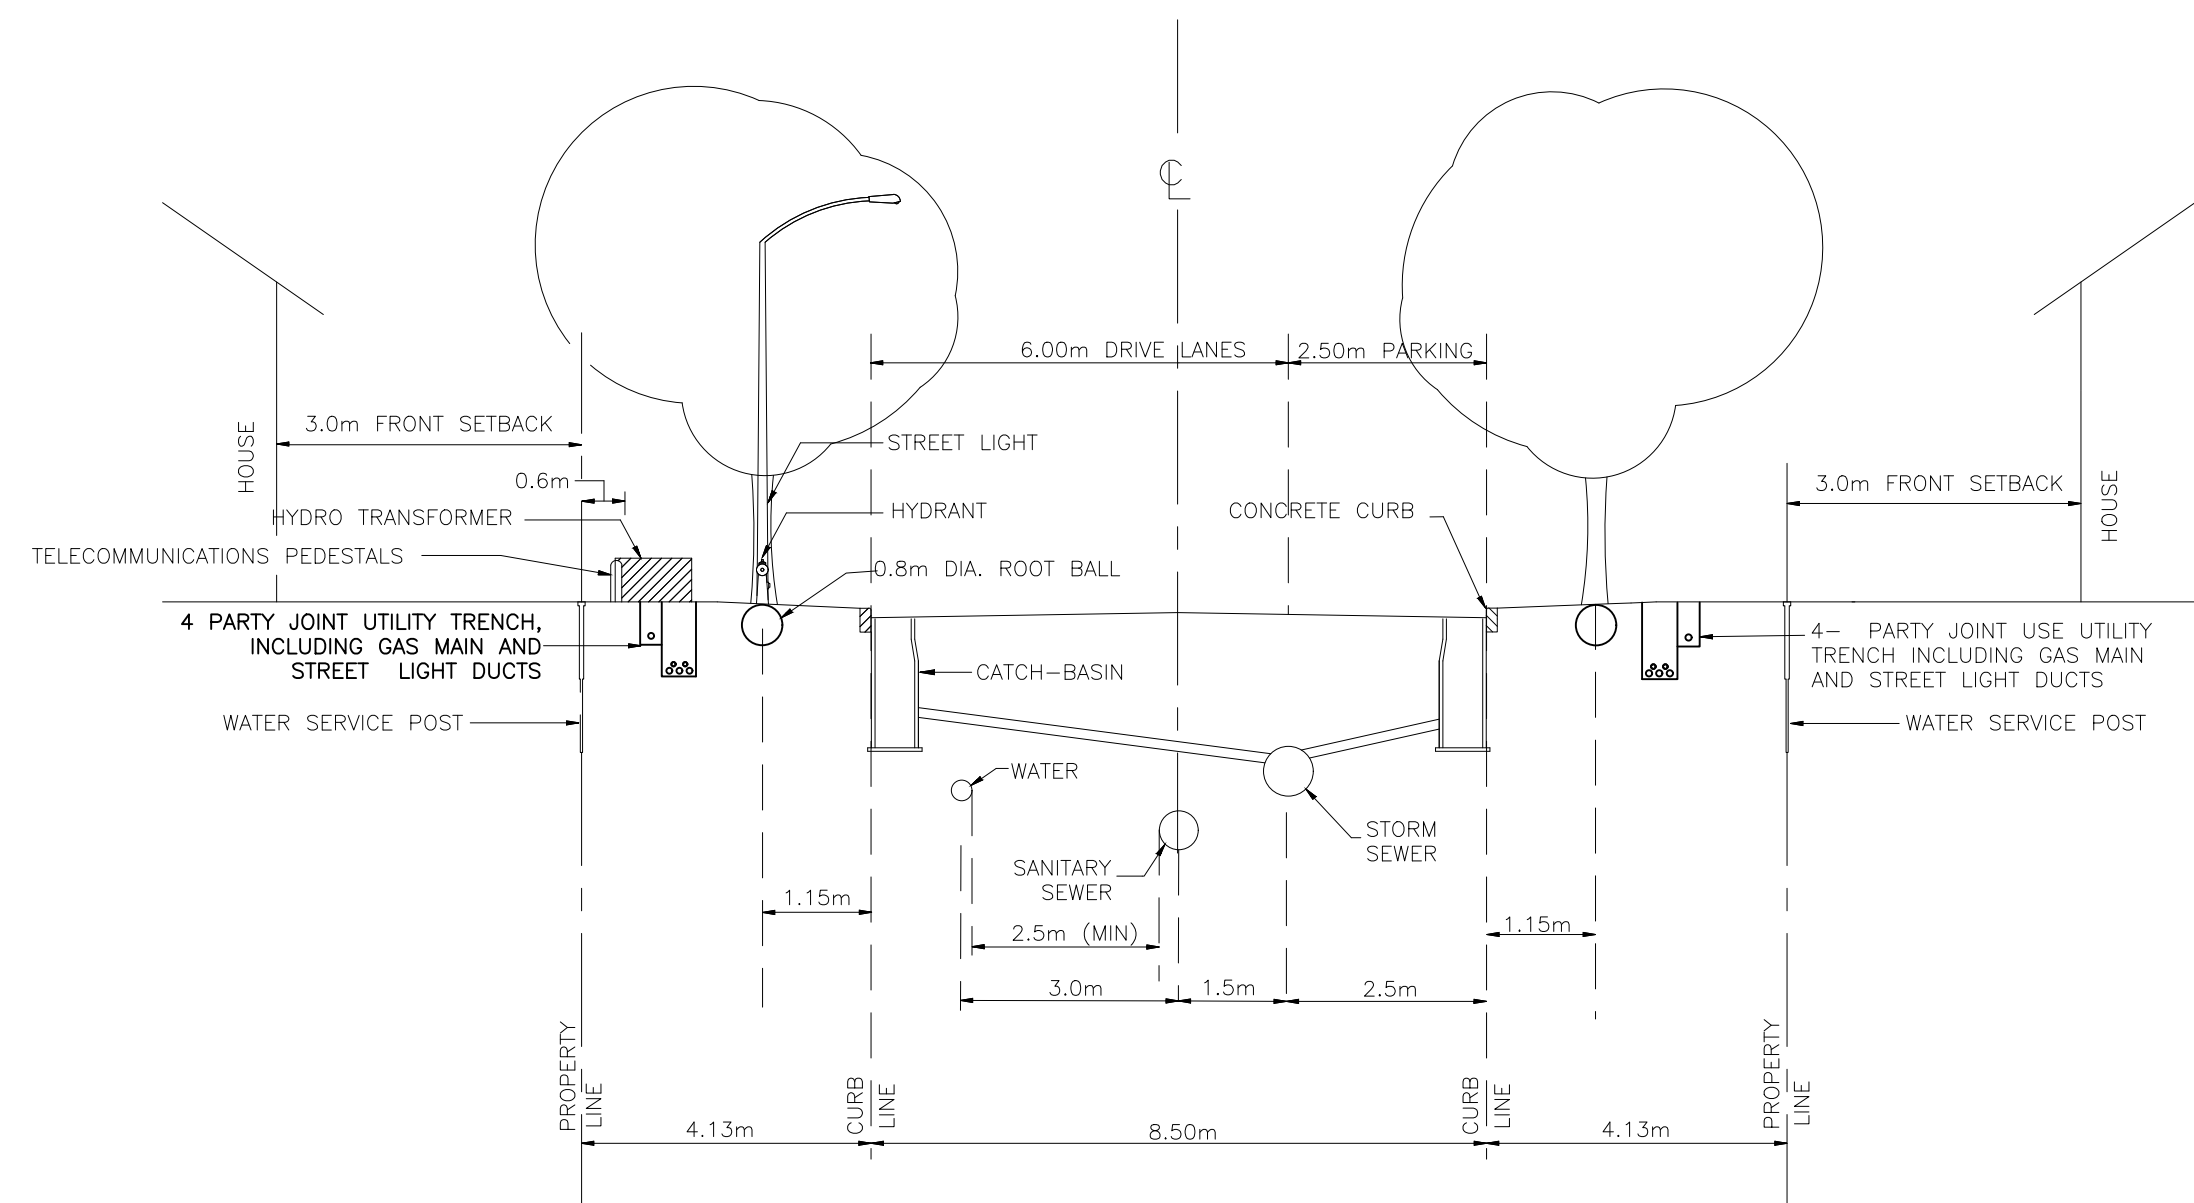 ℄
6.00m DRIVE LANES
2.50m PARKING
3.0m FRONT SETBACK
HOUSE
STREET LIGHT
0.6m
HYDRO TRANSFORMER
HYDRANT
CONCRETE CURB
3.0m FRONT SETBACK
HOUSE
TELECOMMUNICATIONS PEDESTALS
0.8m DIA. ROOT BALL
4 PARTY JOINT UTILITY TRENCH,
INCLUDING GAS MAIN AND
STREET LIGHT DUCTS
4- PARTY JOINT USE UTILITY
TRENCH INCLUDING GAS MAIN
AND STREET LIGHT DUCTS
CATCH-BASIN
WATER SERVICE POST
WATER SERVICE POST
WATER
STORM
SEWER
SANITARY
SEWER
1.15m
2.5m (MIN)
1.15m
3.0m
1.5m
2.5m
PROPERTY
LINE
CURB
LINE
CURB
LINE
PROPERTY
LINE
4.13m
8.50m
4.13m